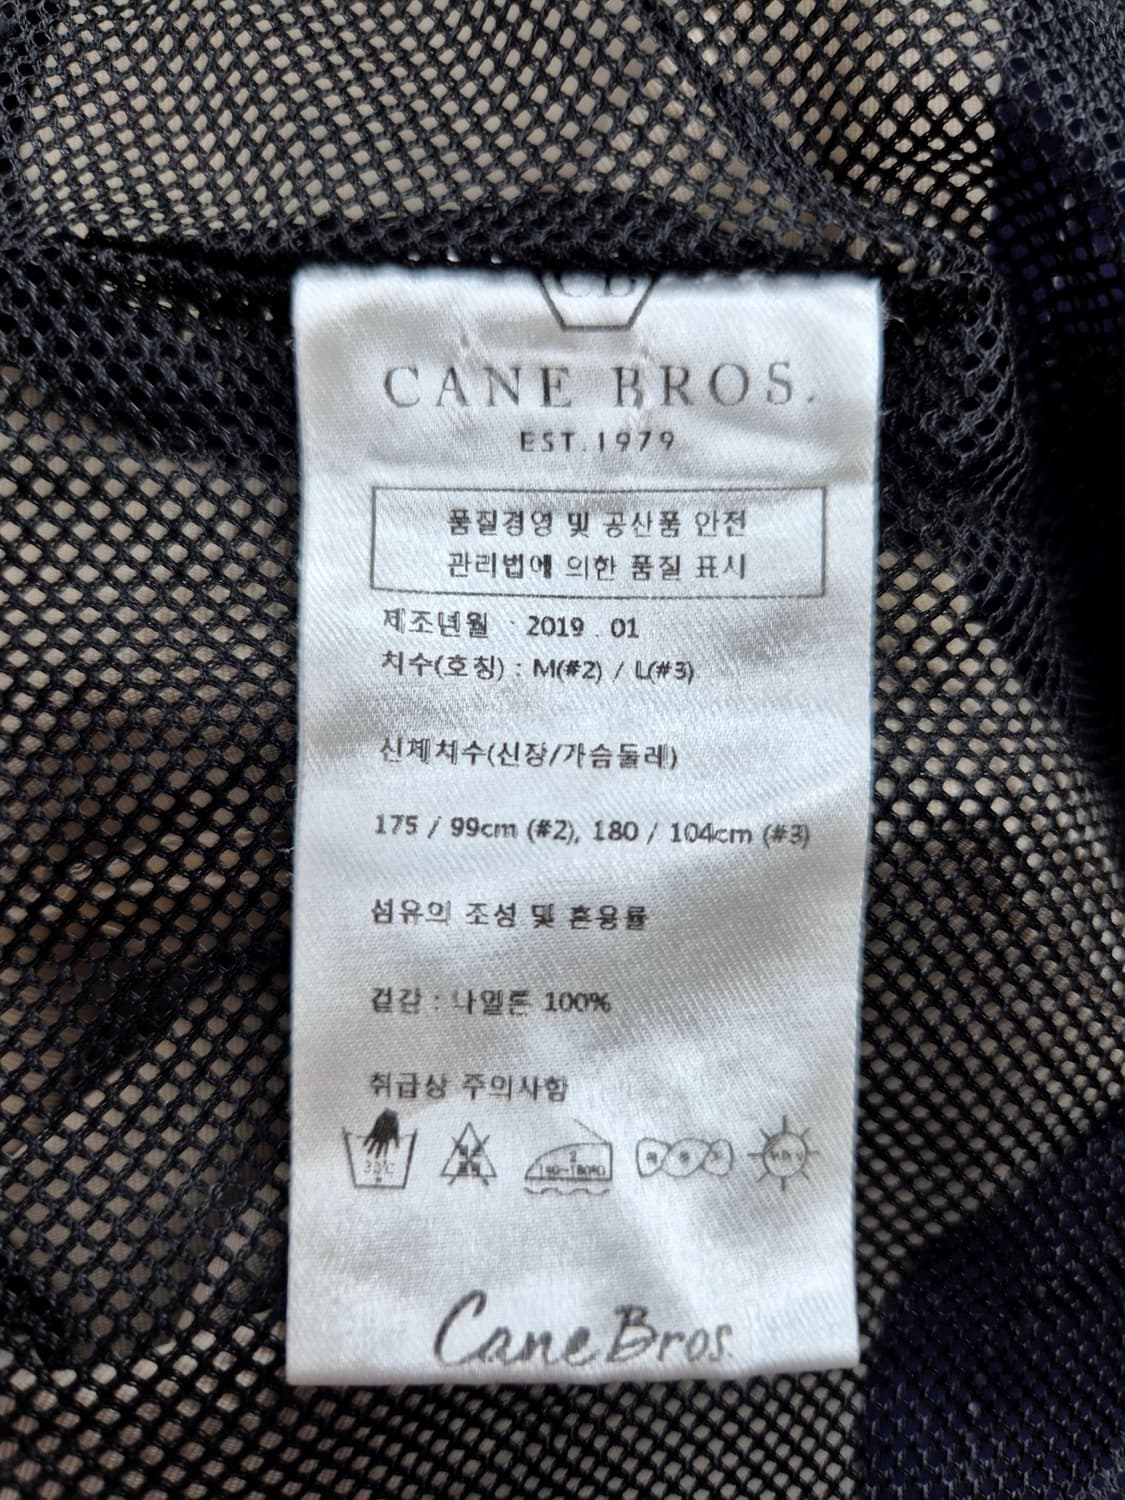 CB
CANE BROS.
EST.1979
품질경영 및 공산품 안전
관리법에 의한 품질 표시
제조년월 : 2019 . 01
치수(호칭) : M(#2) / L(#3)
신체치수(신장/가슴둘레)
175 / 99cm (#2), 180 / 104cm (#3)
섬유의 조성 및 혼용률
겉감 : 나일론 100%
취급상 주의사항
30℃
2
Cane Bros.